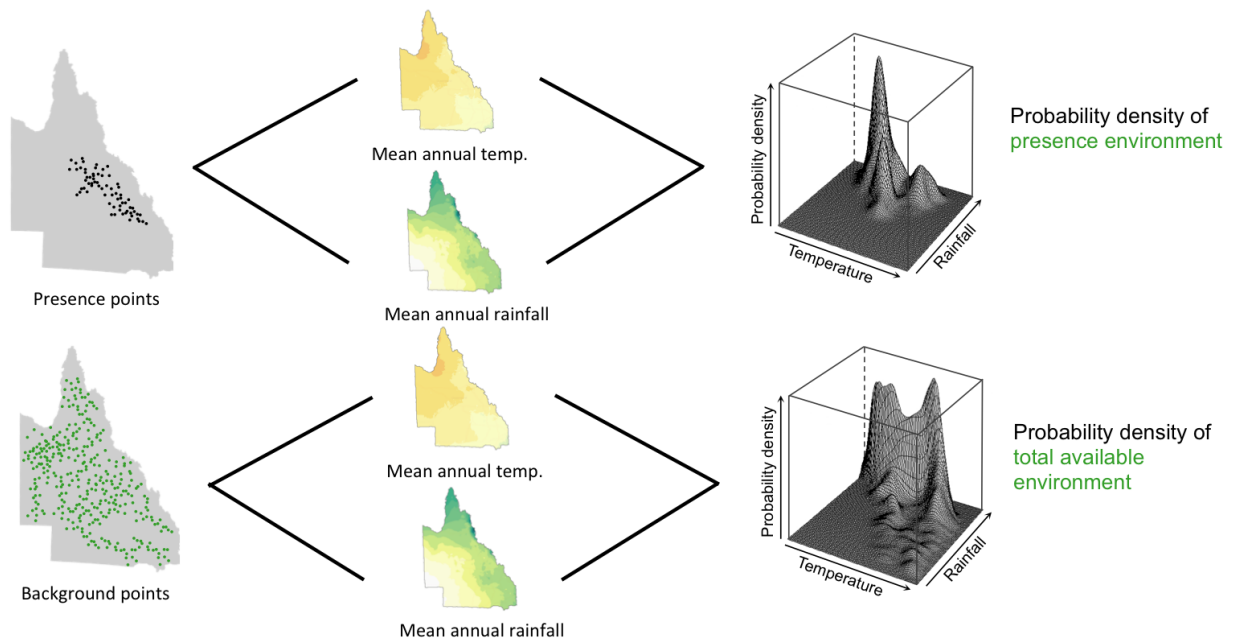 Presence points
Mean annual temp.
Mean annual rainfall
Probability density
Temperature
Rainfall
Probability density of
presence environment
Background points
Mean annual temp.
Mean annual rainfall
Probability density
Temperature
Rainfall
Probability density of
total available
environment